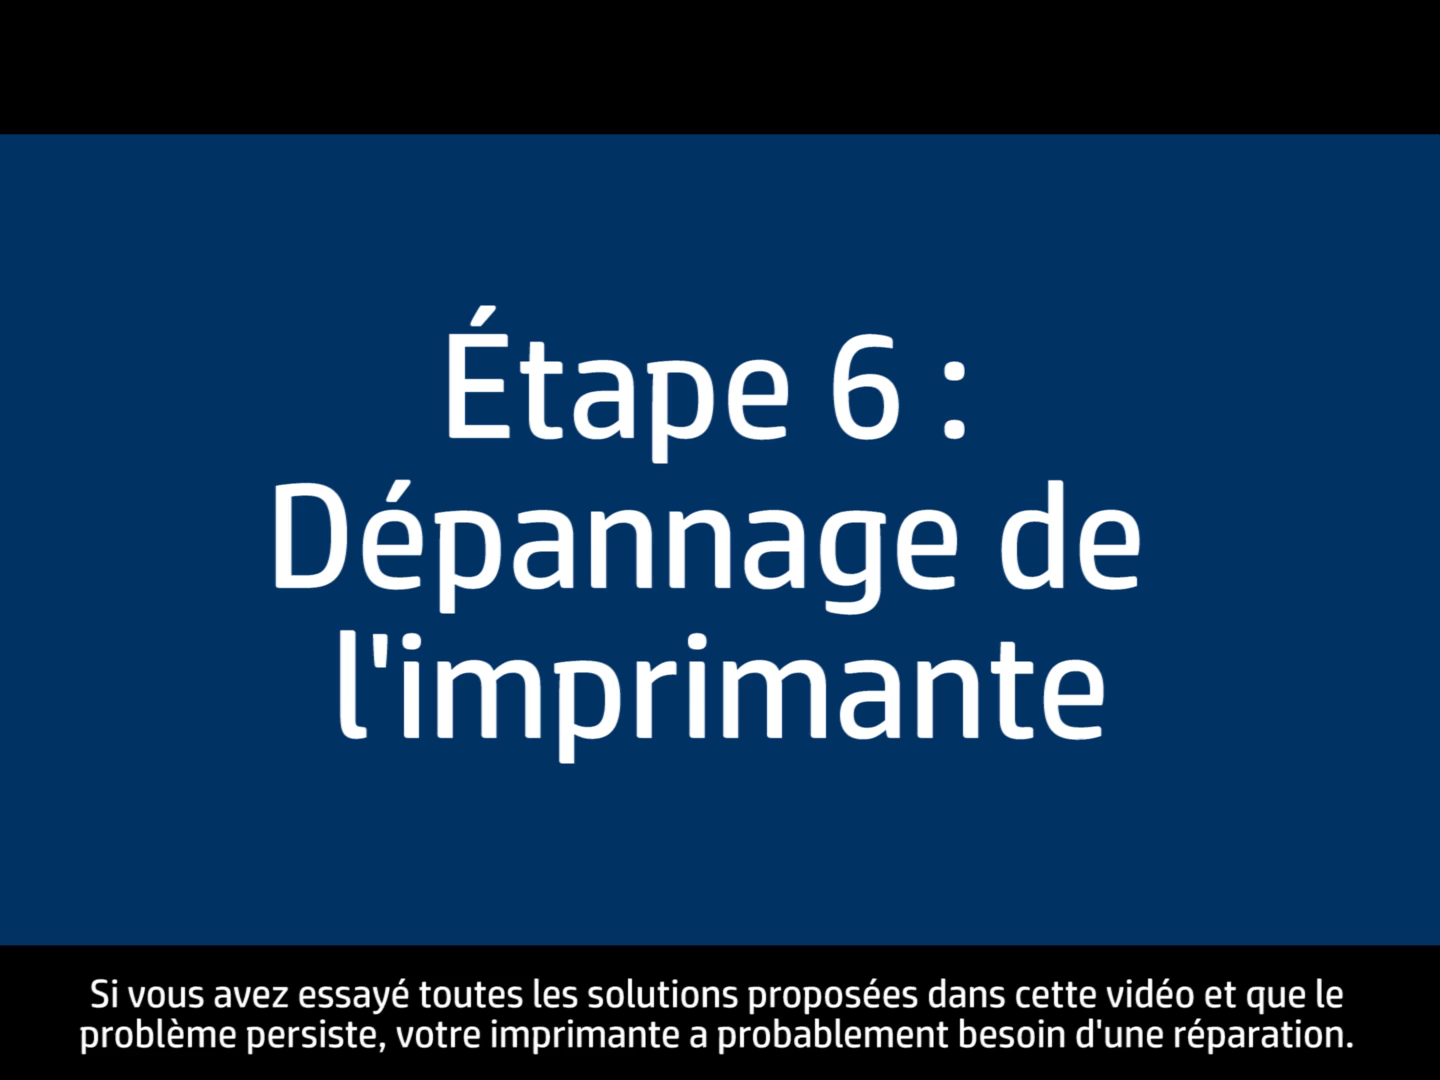 Étape 6 :
Dépannage de
l'imprimante
Si vous avez essayé toutes les solutions proposées dans cette vidéo et que le
problème persiste, votre imprimante a probablement besoin d'une réparation.